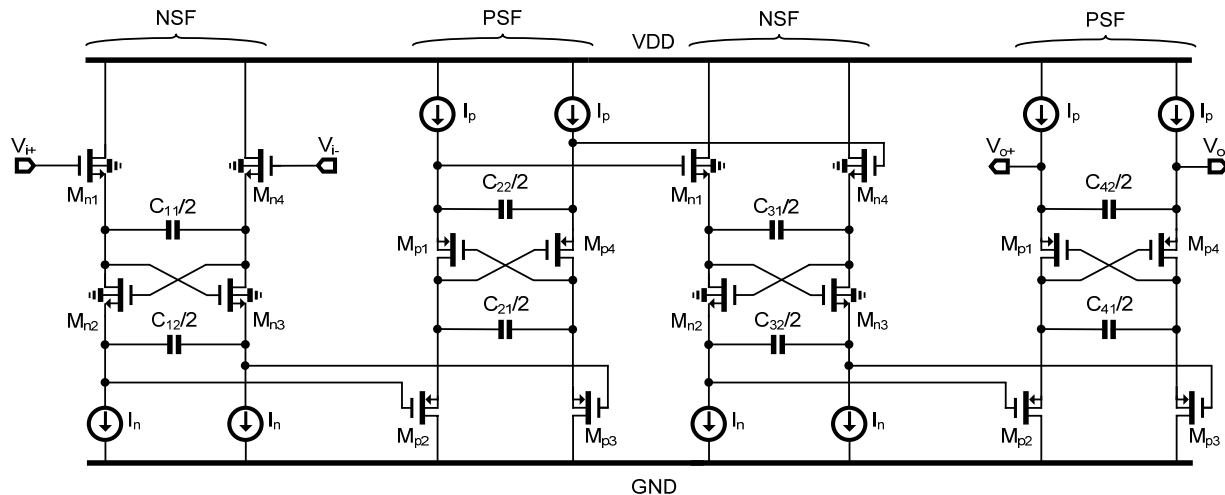 NSF PSF NSF PSF
VDD
Ip Ip Ip Ip
Vi+ Vi- Vo+ Vo
Mn1 Mn4 Mn1 Mn4
C11/2 C22/2 C31/2 C42/2
Mp1 Mp4 Mp1 Mp4
Mn2 Mn3 Mn2 Mn3
C12/2 C21/2 C32/2 C41/2
In In In In
Mp2 Mp3 Mp2 Mp3
GND